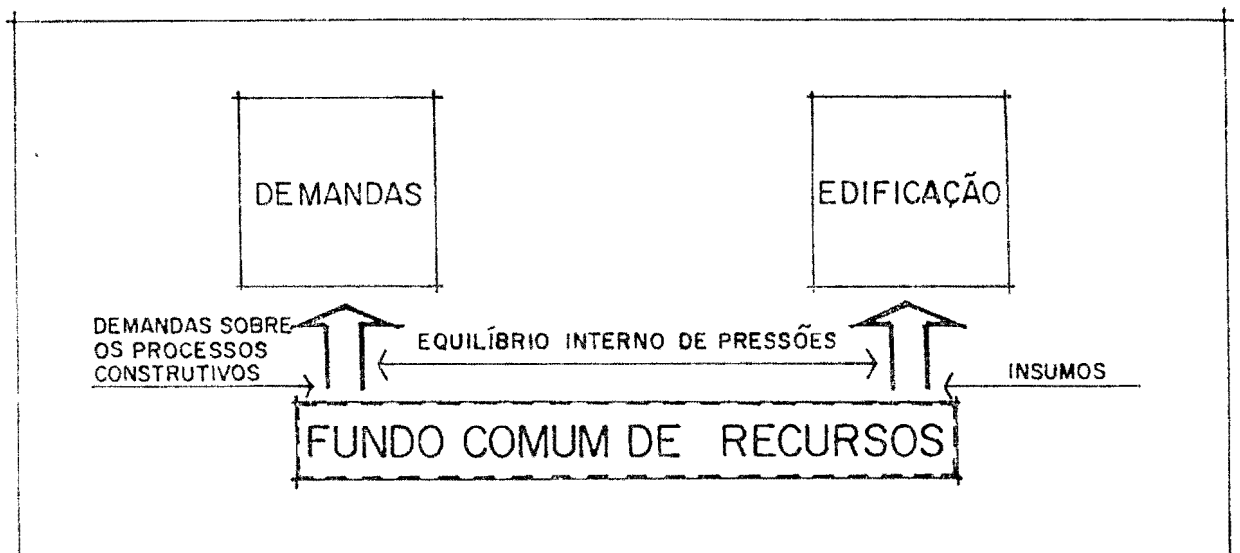 DEMANDAS
EDIFICAÇÃO
DEMANDAS SOBRE
OS PROCESSOS
CONSTRUTIVOS
EQUILÍBRIO INTERNO DE PRESSÕES
INSUMOS
FUNDO COMUM DE RECURSOS